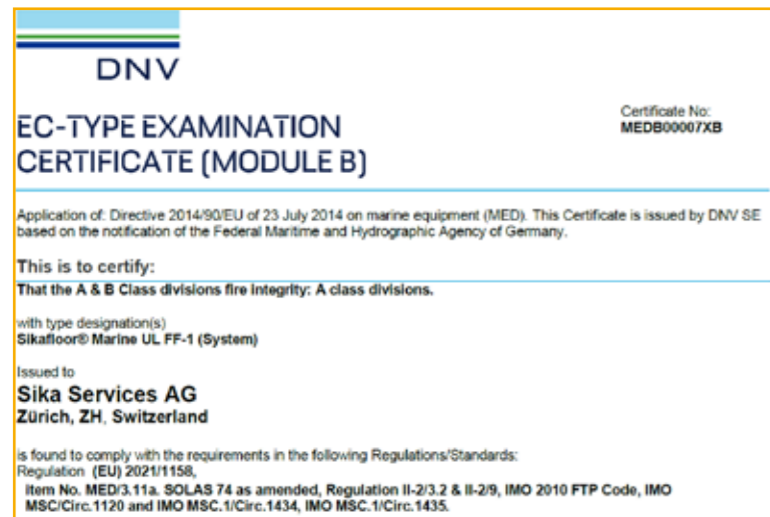 DNV
Certificate No:
MEDB00007XB
EC-TYPE EXAMINATION
CERTIFICATE (MODULE B)
Application of: Directive 2014/90/EU of 23 July 2014 on marine equipment (MED). This Certificate is issued by DNV SE
based on the notification of the Federal Maritime and Hydrographic Agency of Germany.
This is to certify:
That the A & B Class divisions fire integrity: A class divisions.
with type designation(s)
Sikafloor® Marine UL FF-1 (System)
Issued to
Sika Services AG
Zürich, ZH, Switzerland
is found to comply with the requirements in the following Regulations/Standards:
Regulation (EU) 2021/1158,
item No. MED/3.11a. SOLAS 74 as amended, Regulation II-2/3.2 & II-2/9, IMO 2010 FTP Code, IMO
MSC/Circ.1120 and IMO MSC.1/Circ.1434, IMO MSC.1/Circ.1435.